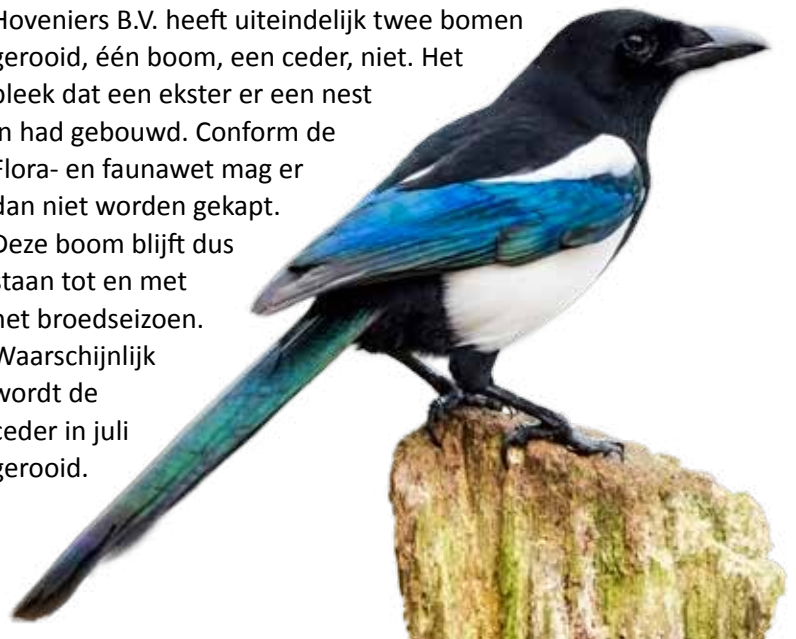 Hoveniers B.V. heeft uiteindelijk twee bomen
gerooid, één boom, een ceder, niet. Het
bleek dat een ekster er een nest
in had gebouwd. Conform de
Flora- en faunawet mag er
dan niet worden gekapt.
Deze boom blijft dus
staan tot en met
het broedseizoen.
Waarschijnlijk
wordt de
ceder in juli
gerooid.